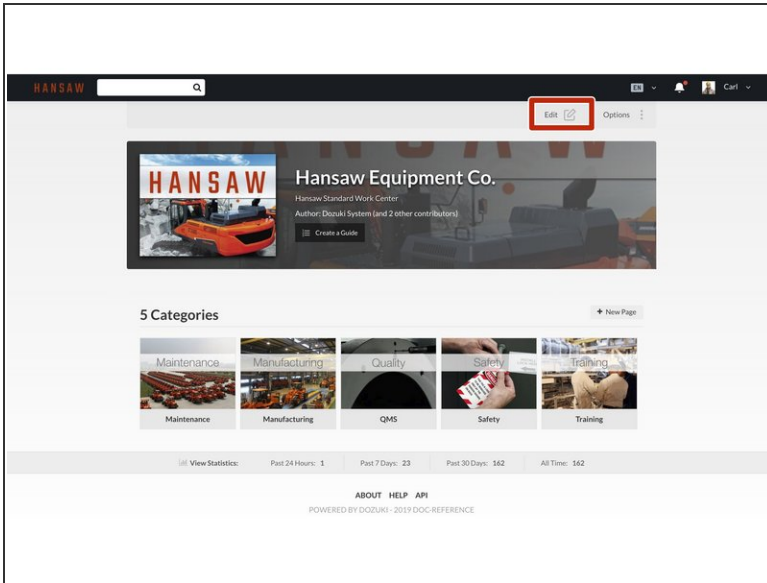 HANSAW
EN
Carl
Edit
Options
HANSAW
HANSAW
Hansaw Equipment Co.
Hansaw Standard Work Center
Author: Dozuki System (and 2 other contributors)
Create a Guide
5 Categories
+ New Page
Maintenance
Manufacturing
Quality
Safety
Training
Maintenance
Manufacturing
QMS
Safety
Training
View Statistics:
Past 24 Hours: 1
Past 7 Days: 23
Past 30 Days: 162
All Time: 162
ABOUT HELP API
POWERED BY DOZUKI - 2019 DOC-REFERENCE